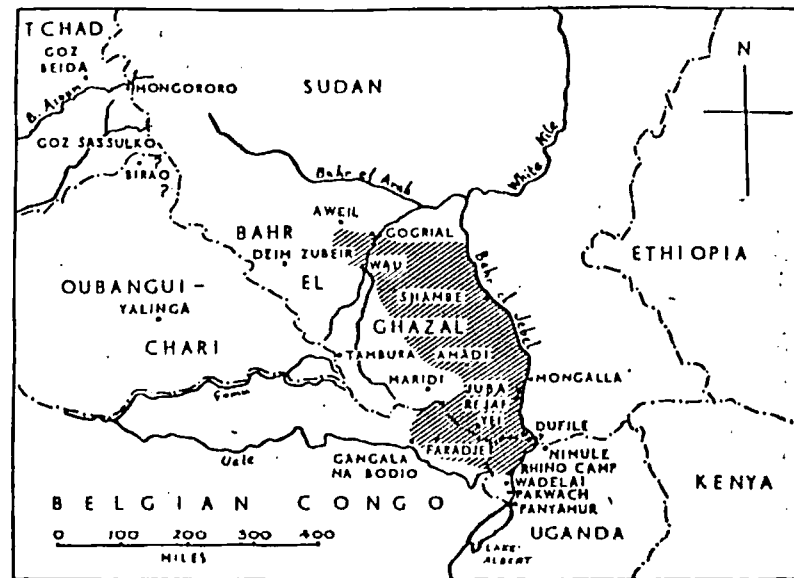 TCHAD
GOZ
BEIDA
SUDAN
N
MONGORORO
GOZ SASSULKO
?
BIRAO
?
Bahr el Arab
White Nile
AWEIL
BAHR
GOGRIAL
DZIM ZUBEIR
WAU
EL
ETHIOPIA
OUBANGUI-
YALINGA
SJIAMBE
Bahr el Jebel
GHAZAL
CHARI
TAMBURA
AMADI
MARIDI
MONGALLA
JUBA
REJAF
YEI
DUFILE
Uele
GANGALA
NA BODIO
FARADJE
NIMULE
RHINO CAMP
WADELAI
PAKWACH
PANYAMUR
KENYA
BELGIAN CONGO
UGANDA
0 100 200 300 400
MILES
LAKE
ALBERT